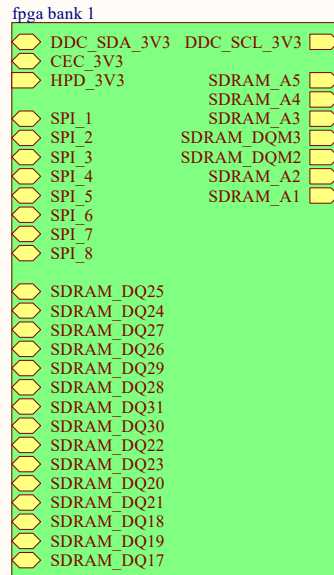 fpga bank 1
DDC_SDA_3V3 DDC_SCL_3V3
CEC_3V3
HPD_3V3 SDRAM_A5
SDRAM_A4
SPI_1 SDRAM_A3
SPI_2 SDRAM_DQM3
SPI_3 SDRAM_DQM2
SPI_4 SDRAM_A2
SPI_5 SDRAM_A1
SPI_6
SPI_7
SPI_8
SDRAM_DQ25
SDRAM_DQ24
SDRAM_DQ27
SDRAM_DQ26
SDRAM_DQ29
SDRAM_DQ28
SDRAM_DQ31
SDRAM_DQ30
SDRAM_DQ22
SDRAM_DQ23
SDRAM_DQ20
SDRAM_DQ21
SDRAM_DQ18
SDRAM_DQ19
SDRAM_DQ17